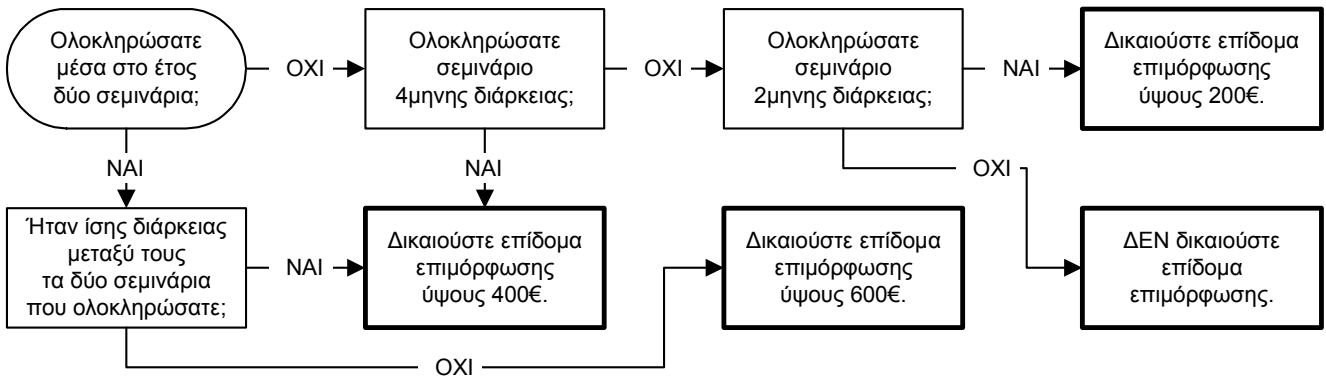 Ολοκληρώσατε
μέσα στο έτος
δύο σεμινάρια;
ΟΧΙ
Ολοκληρώσατε
σεμινάριο
4μηνης διάρκειας;
ΟΧΙ
Ολοκληρώσατε
σεμινάριο
2μηνης διάρκειας;
ΝΑΙ
Δικαιούστε επίδομα
επιμόρφωσης
ύψους 200€.
ΝΑΙ
ΝΑΙ
ΟΧΙ
Ήταν ίσης διάρκειας
μεταξύ τους
τα δύο σεμινάρια
που ολοκληρώσατε;
ΝΑΙ
Δικαιούστε επίδομα
επιμόρφωσης
ύψους 400€.
Δικαιούστε επίδομα
επιμόρφωσης
ύψους 600€.
ΔΕΝ δικαιούστε
επίδομα
επιμόρφωσης.
ΟΧΙ